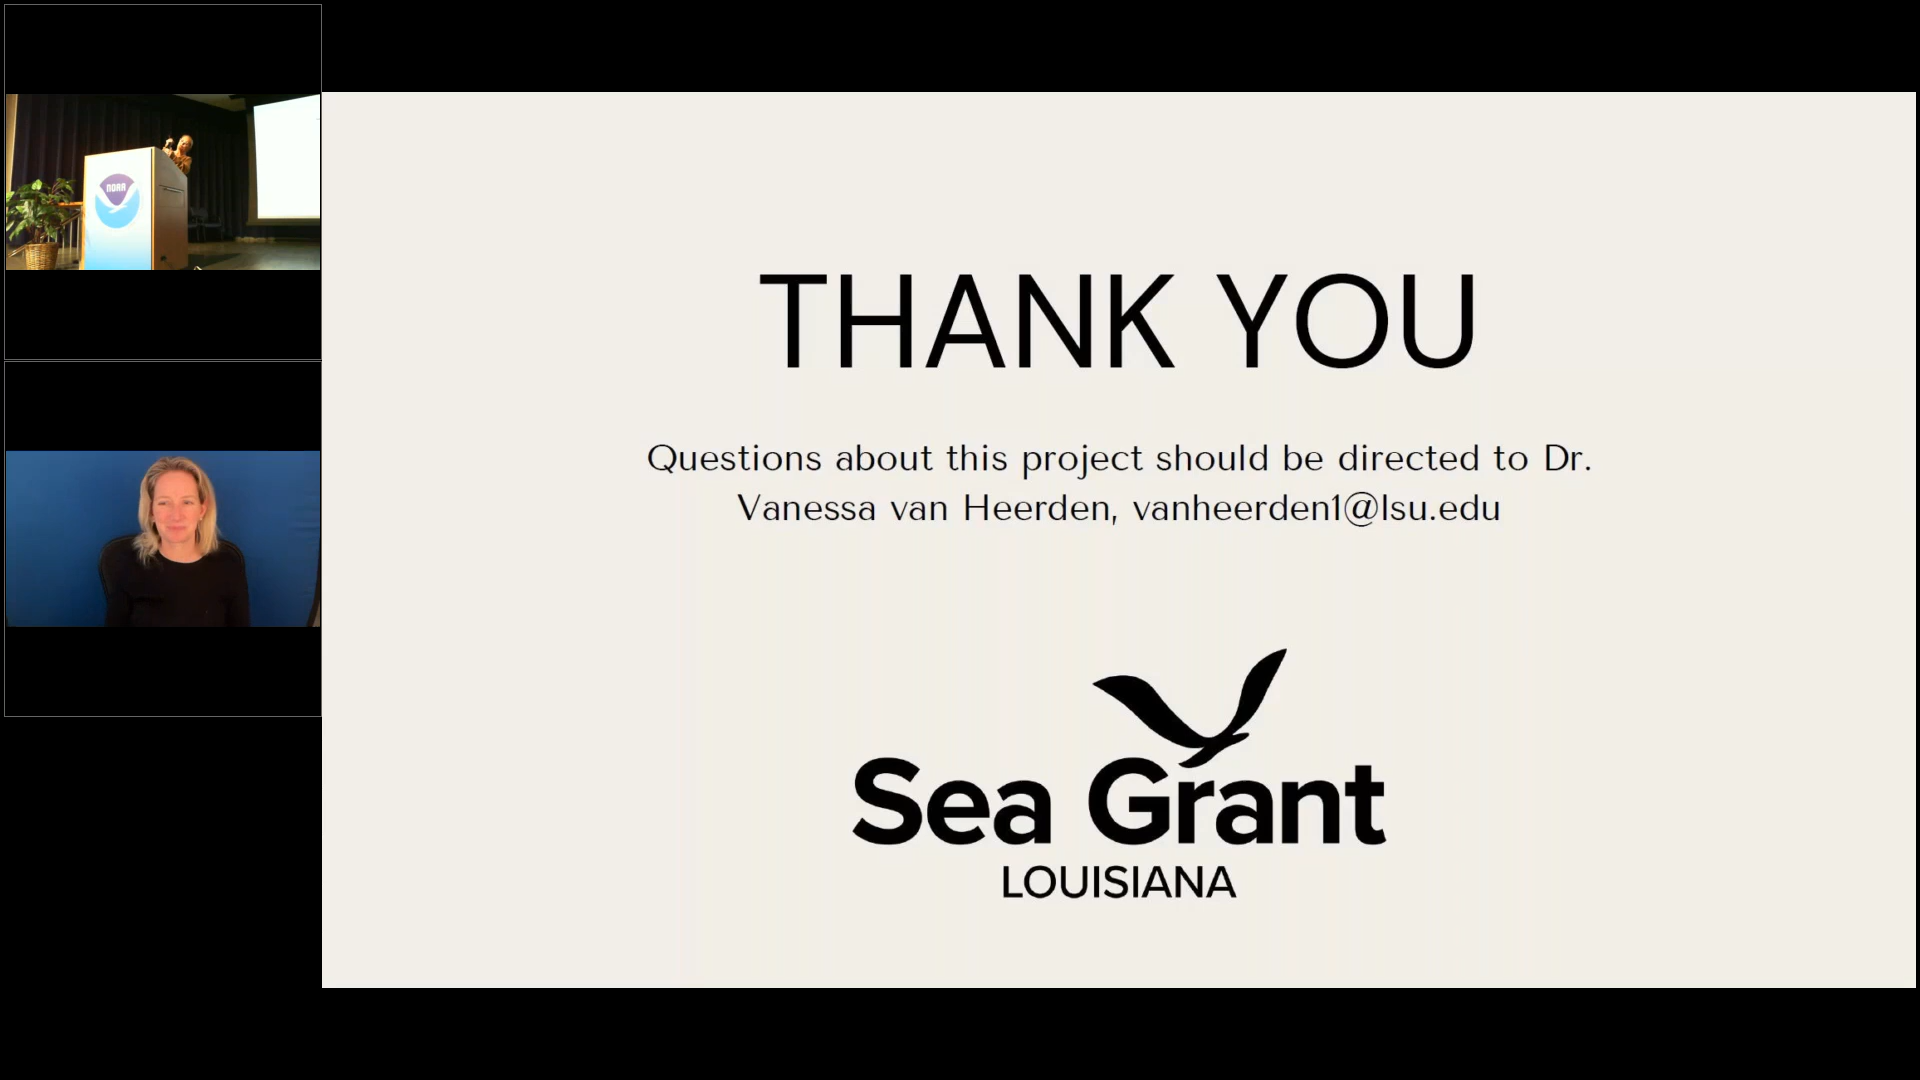 NOAA
THANK YOU
Questions about this project should be directed to Dr.
Vanessa van Heerden, vanheerden1@lsu.edu
Sea Grant
LOUISIANA